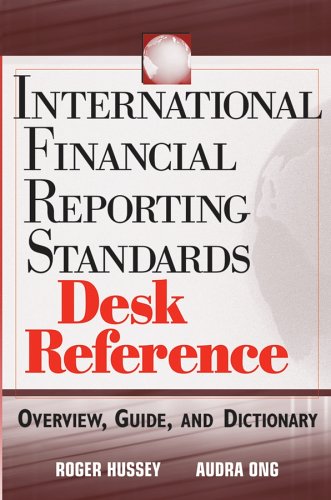 INTERNATIONAL
FINANCIAL
REPORTING
STANDARDS
Desk
Reference
OVERVIEW, GUIDE, AND DICTIONARY
ROGER HUSSEY AUDRA ONG